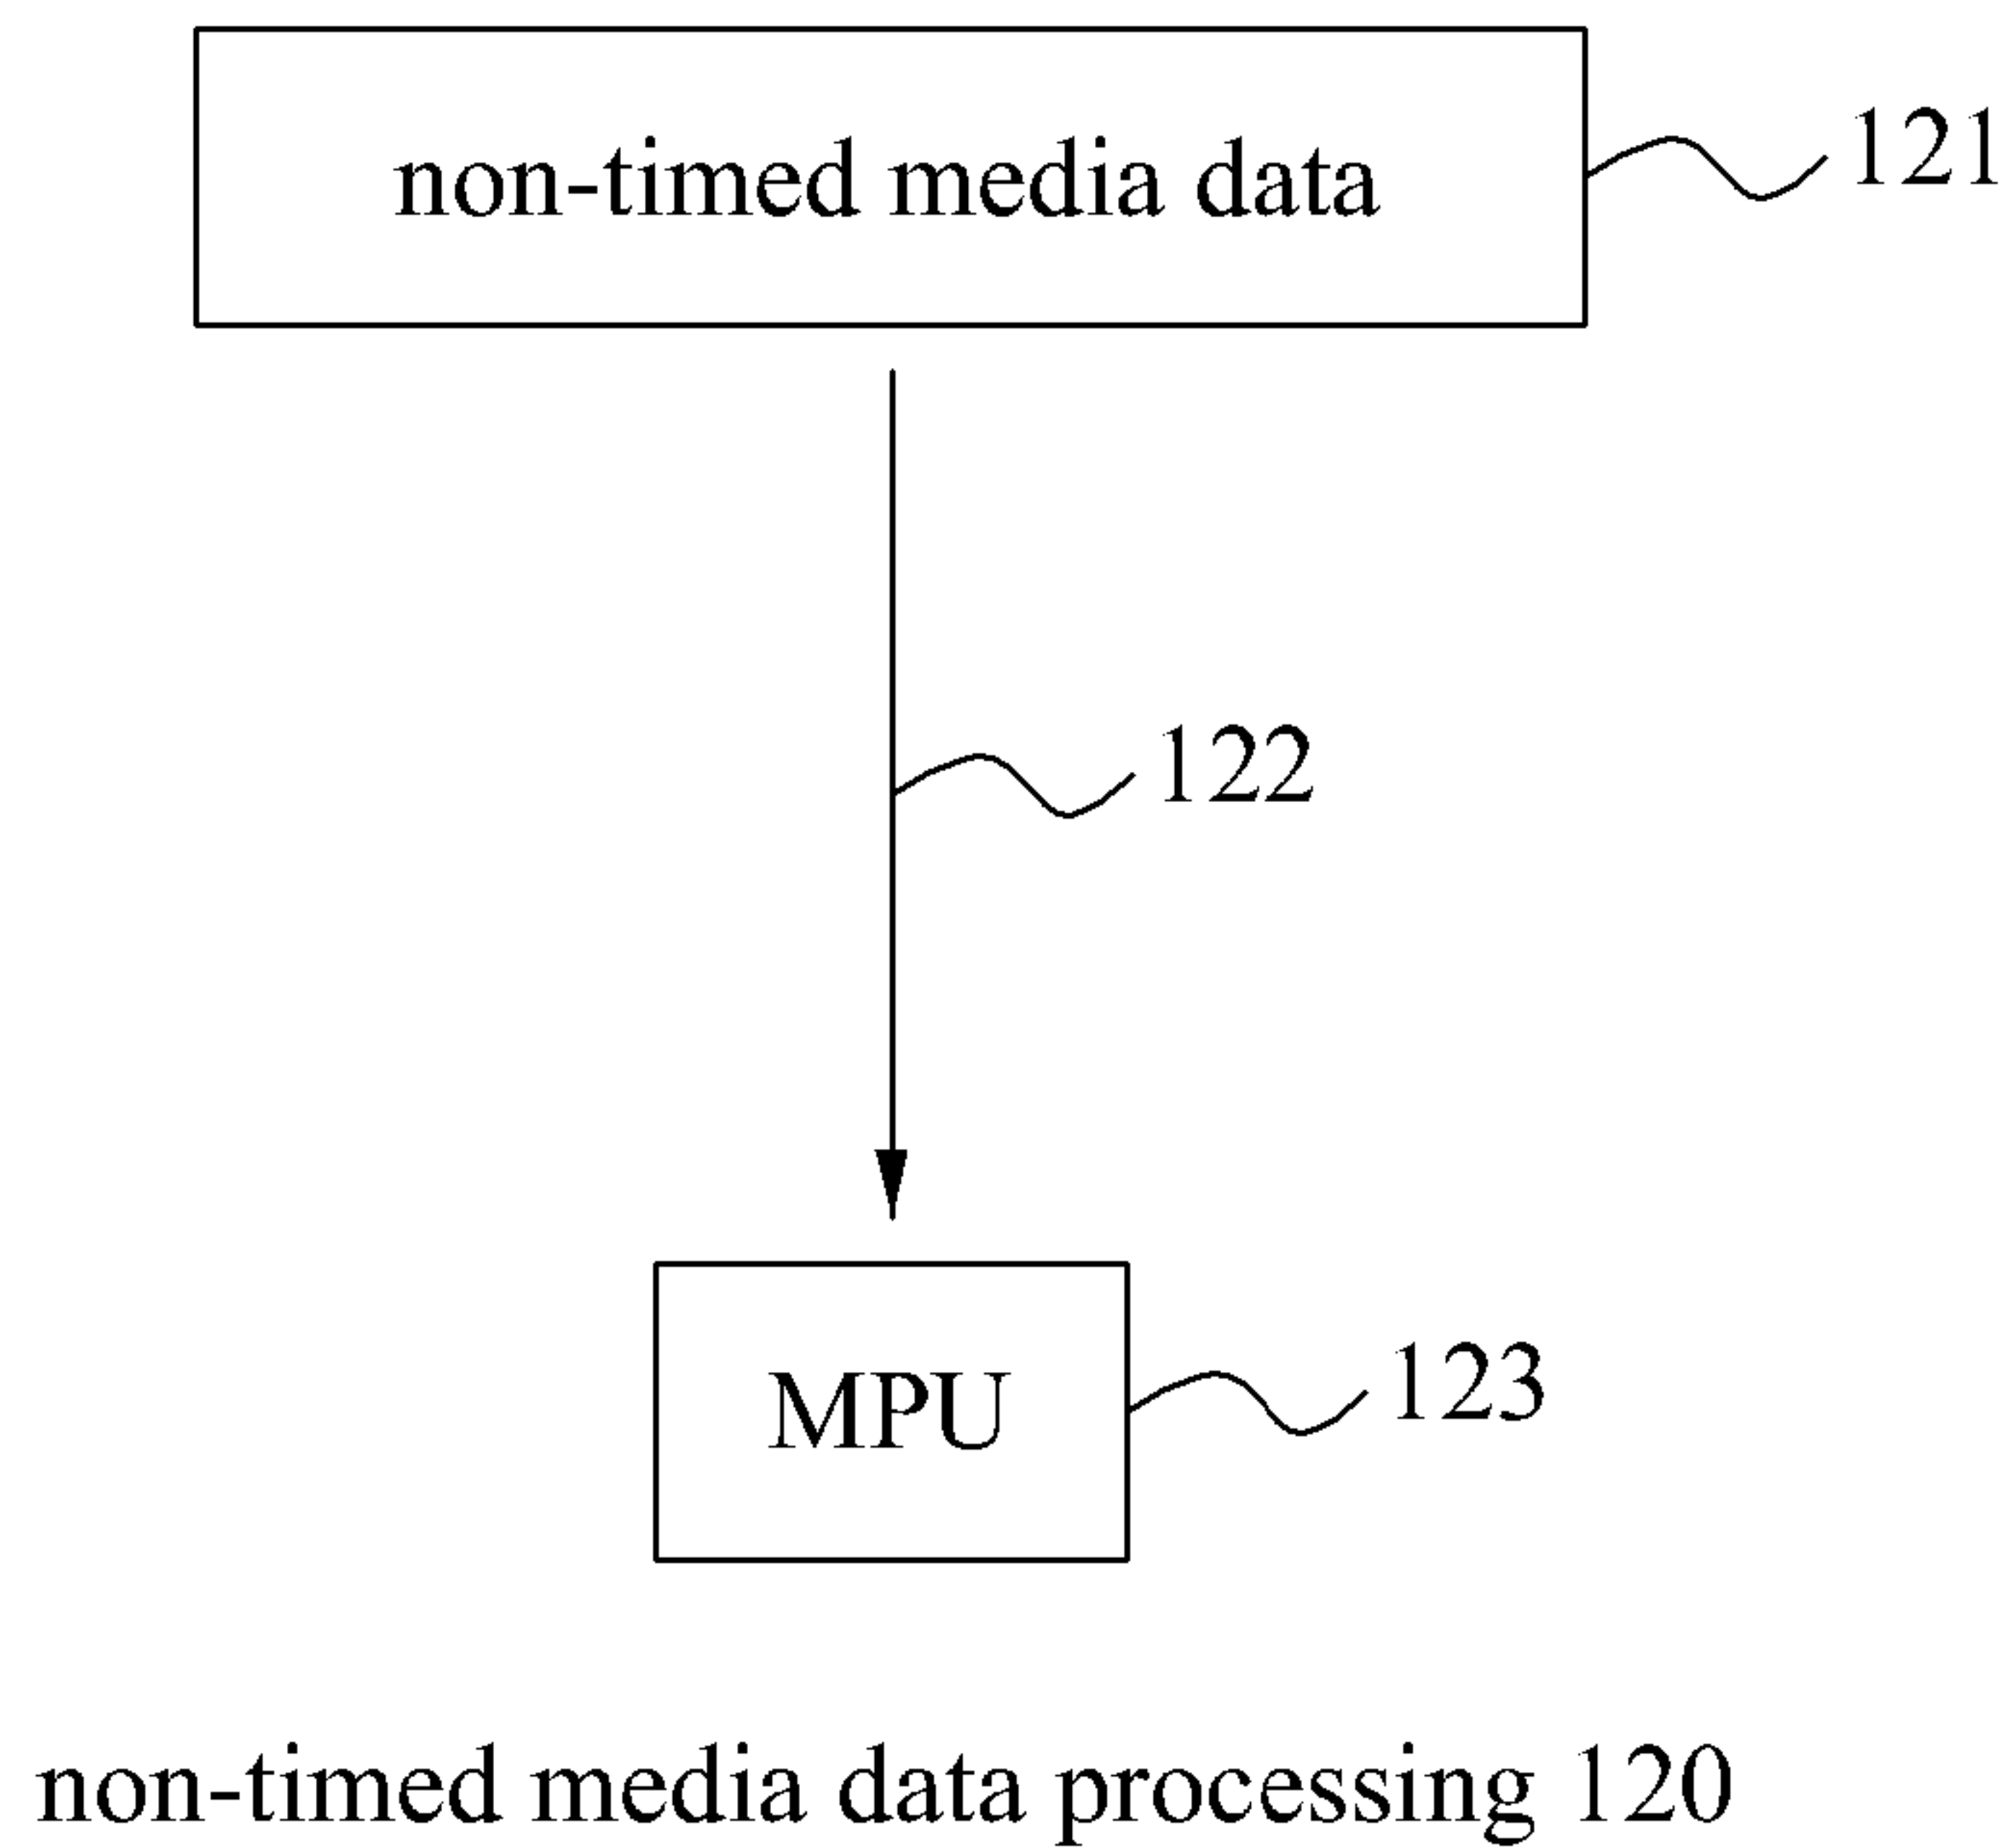 non-timed media data
121
122
MPU
123
non-timed media data processing 120